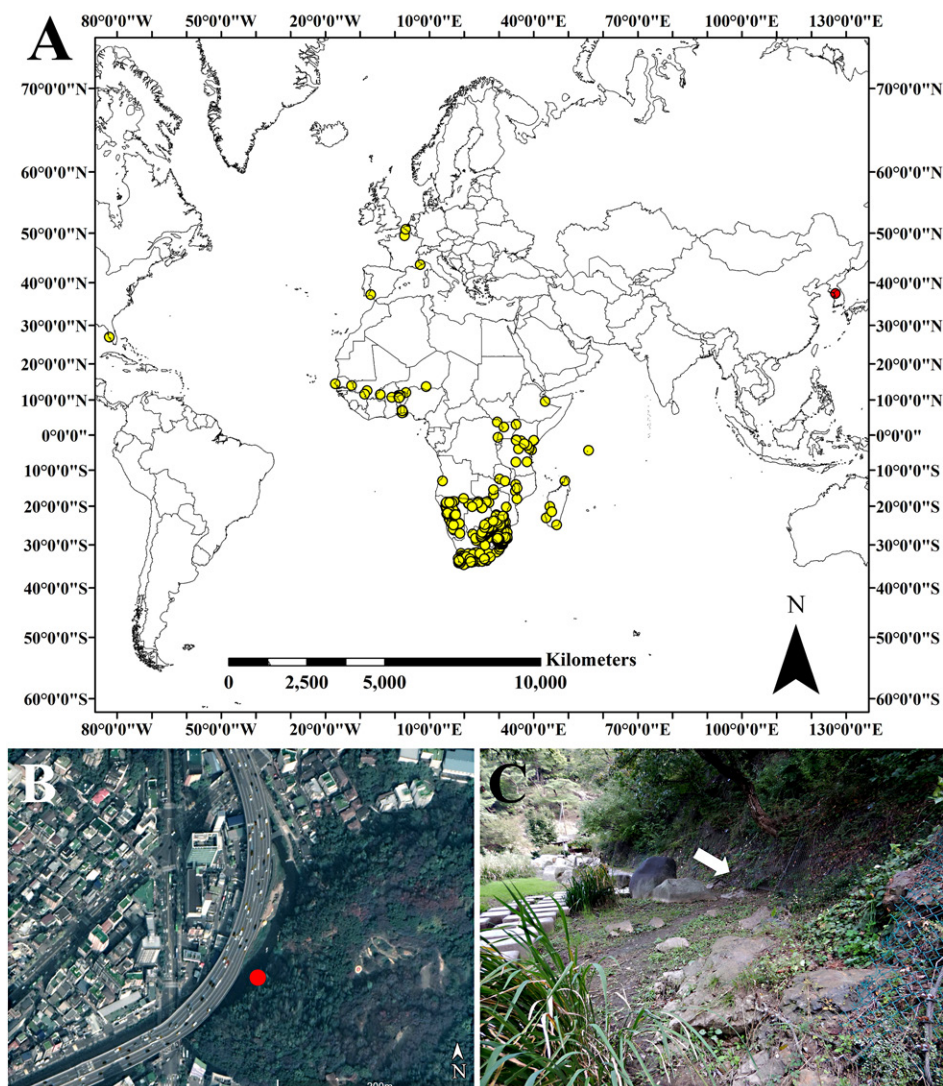 A
80°0'0"W 50°0'0"W 20°0'0"W 10°0'0"E 40°0'0"E 70°0'0"E 100°0'0"E 130°0'0"E
70°0'0"N 70°0'0"N
60°0'0"N 60°0'0"N
50°0'0"N 50°0'0"N
40°0'0"N 40°0'0"N
30°0'0"N 30°0'0"N
20°0'0"N 20°0'0"N
10°0'0"N 10°0'0"N
0°0'0" 0°0'0"
10°0'0"S 10°0'0"S
20°0'0"S 20°0'0"S
30°0'0"S 30°0'0"S
40°0'0"S 40°0'0"S
50°0'0"S 50°0'0"S
60°0'0"S 60°0'0"S
N
Kilometers
0 2,500 5,000 10,000
80°0'0"W 50°0'0"W 20°0'0"W 10°0'0"E 40°0'0"E 70°0'0"E 100°0'0"E 130°0'0"E
B
N
C